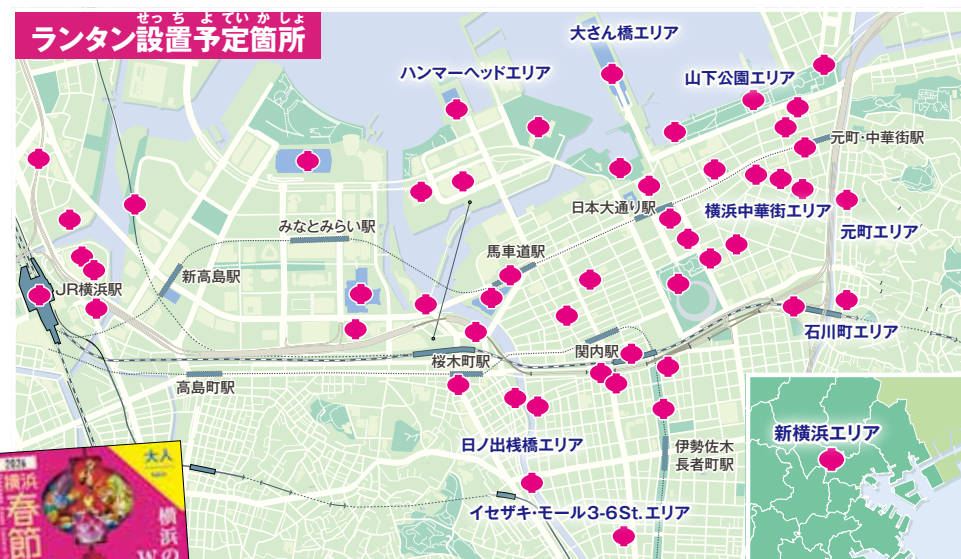 せっちよていかしょ
ランタン設置予定箇所
大さん橋エリア
ハンマーヘッドエリア
山下公園エリア
元町・中華街駅
日本大通り駅
横浜中華街エリア
みなとみらい駅
元町エリア
馬車道駅
新高島駅
JR横浜駅
石川町エリア
関内駅
桜木町駅
高島町駅
新横浜エリア
日ノ出桟橋エリア
伊勢佐木
長者町駅
イセザキ・モール3-6St.エリア
2026
横浜
春節
大人
横浜の